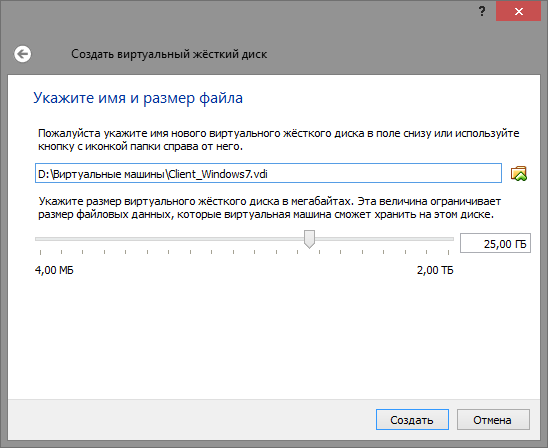 ?
Создать виртуальный жёсткий диск
Укажите имя и размер файла
Пожалуйста укажите имя нового виртуального жёсткого диска в поле снизу или используйте
кнопку с иконкой папки справа от него.
D:\Виртуальные машины\Client_Windows7.vdi
Укажите размер виртуального жёсткого диска в мегабайтах. Эта величина ограничивает
размер файловых данных, которые виртуальная машина сможет хранить на этом диске.
25,00 ГБ
4,00 МБ 2,00 ТБ
Создать Отмена